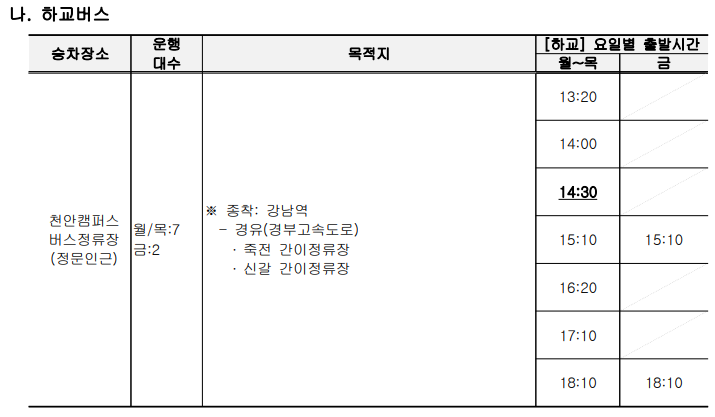 나. 하교버스
승차장소
운행
대수
목적지
[하교] 요일별 출발시간
월~목
금
천안캠퍼스
버스정류장
(정문인근)
월/목:7
금:2
※ 종착: 강남역
- 경유(경부고속도로)
· 죽전 간이정류장
· 신갈 간이정류장
13:20
14:00
14:30
15:10 15:10
16:20
17:10
18:10 18:10